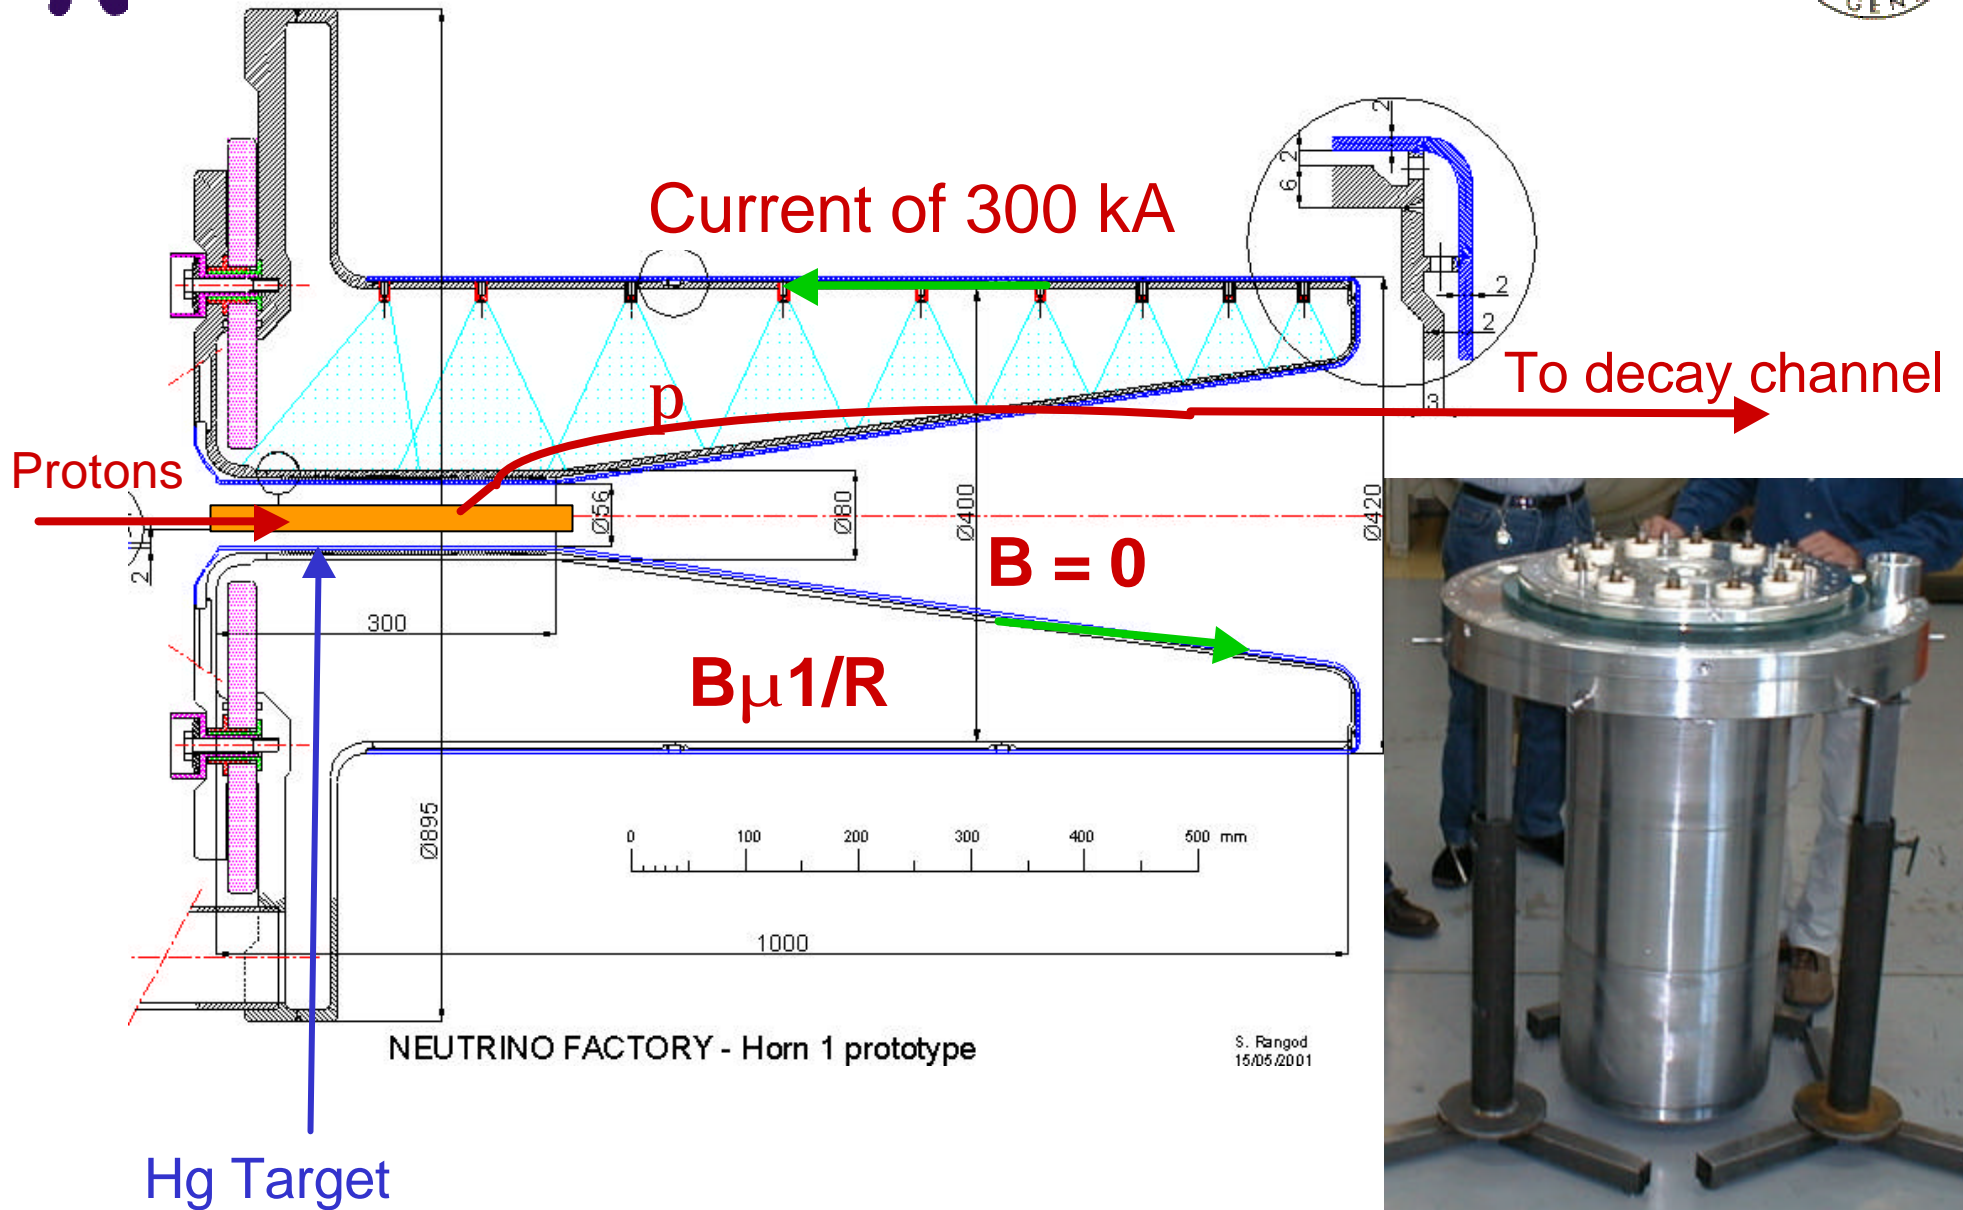 GEN
Current of 300 kA
2
2
6
2
2
3
To decay channel
p
Protons
Ø56
Ø80
Ø400
Ø420
B = 0
2
300
Bμ1/R
Ø895
0 100 200 300 400 500 mm
1000
NEUTRINO FACTORY - Horn 1 prototype
S. Rangod
15/05/2001
Hg Target